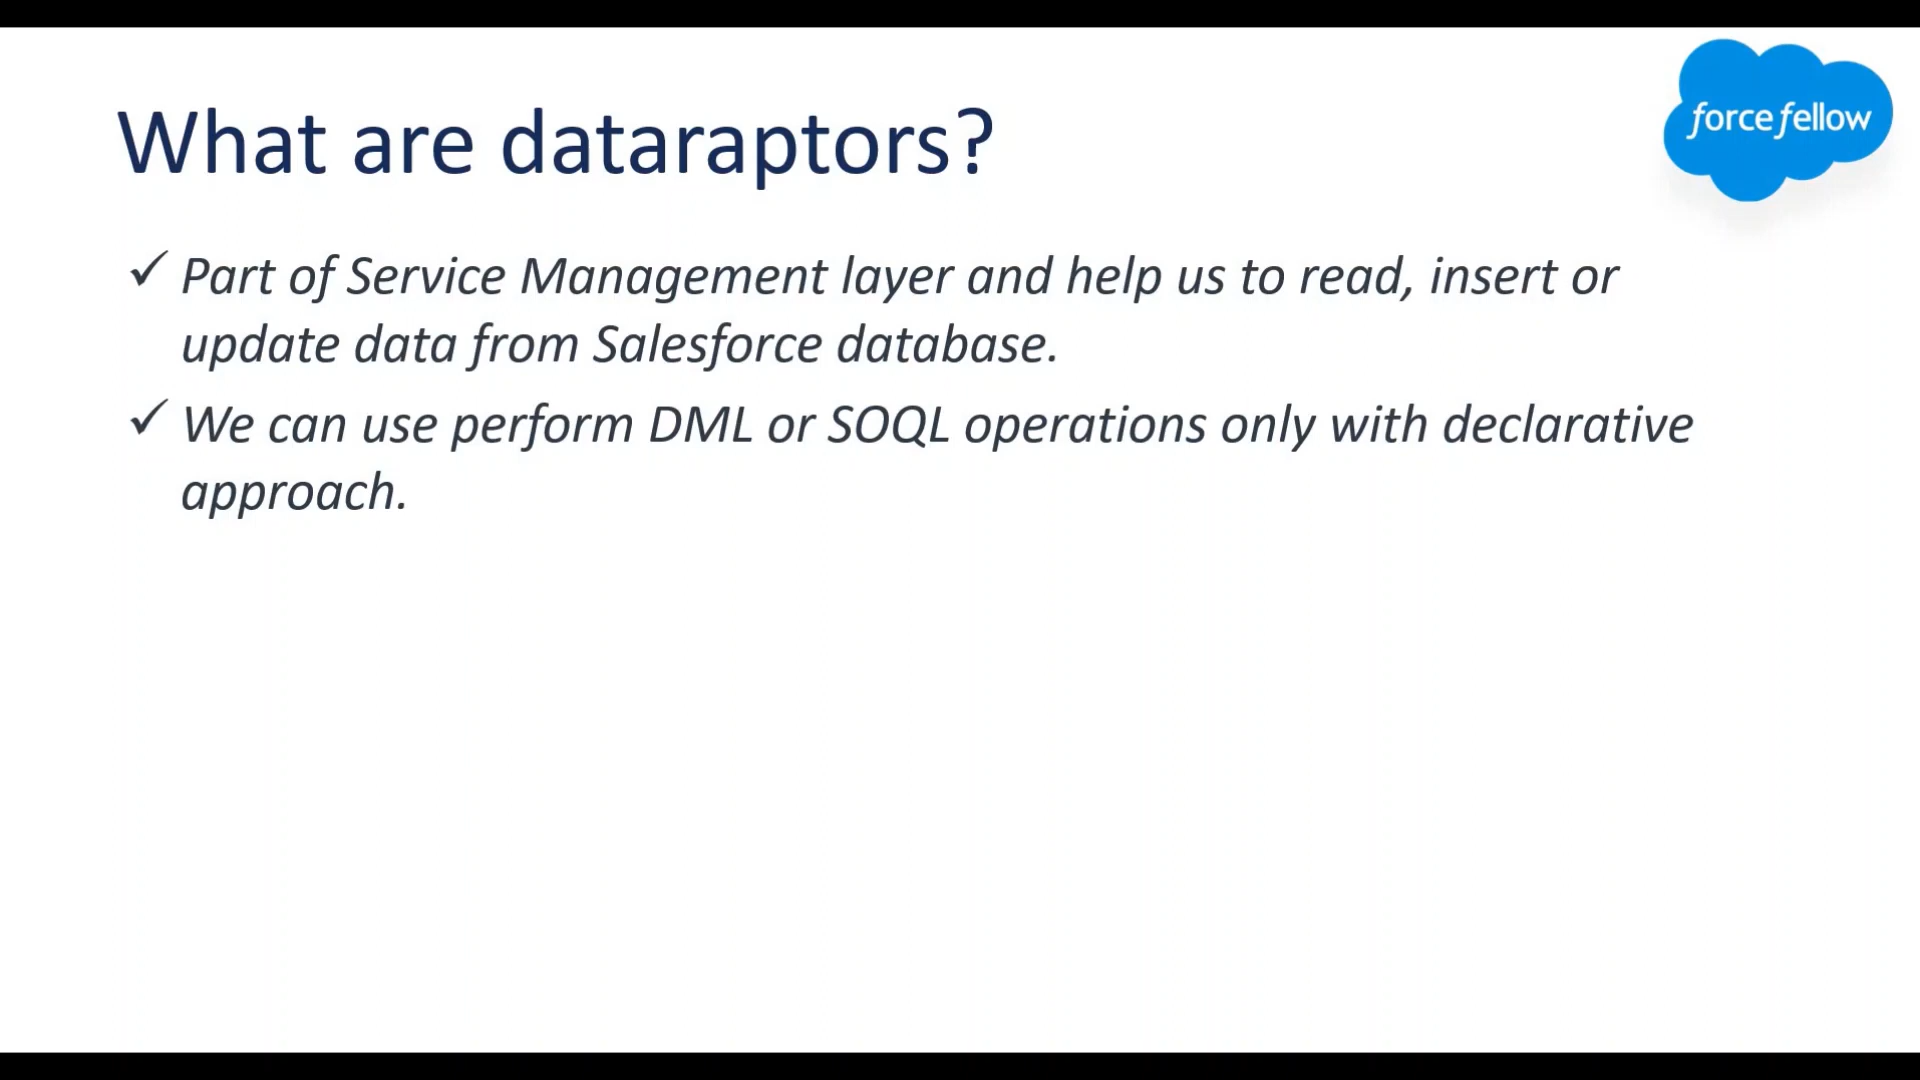 What are dataraptors?
force fellow
✓ Part of Service Management layer and help us to read, insert or
update data from Salesforce database.
✓ We can use perform DML or SOQL operations only with declarative
approach.